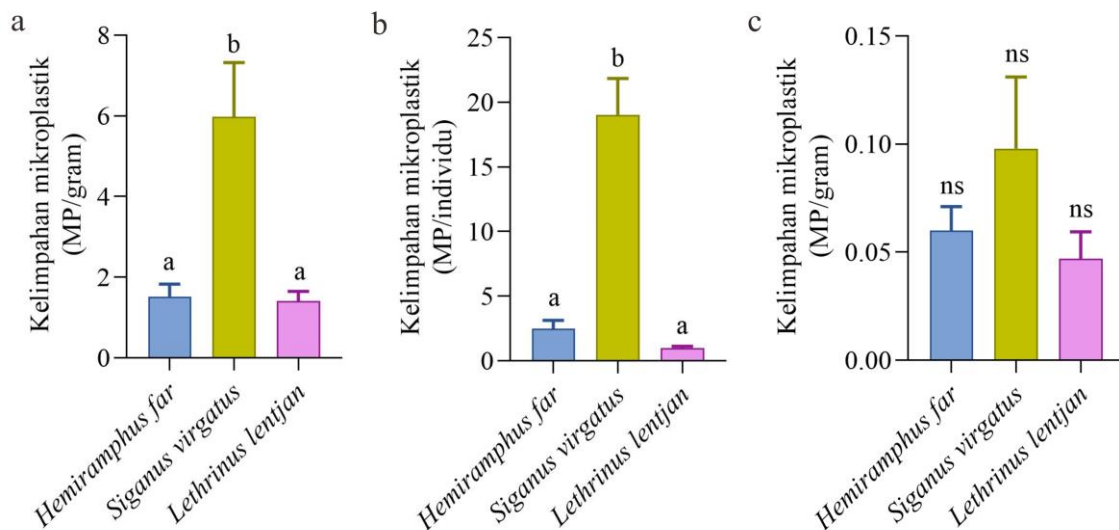 a
Kelimpahan mikroplastik
(MP/gram)
8
6
4
2
0
a
b
a
Hemiramphus far
Siganus virgatus
Lethrinus lentjan
b
Kelimpahan mikroplastik
(MP/individu)
25
20
15
10
5
0
a
b
a
Hemiramphus far
Siganus virgatus
Lethrinus lentjan
c
Kelimpahan mikroplastik
(MP/gram)
0.15
0.10
0.05
0.00
ns
ns
ns
Hemiramphus far
Siganus virgatus
Lethrinus lentjan